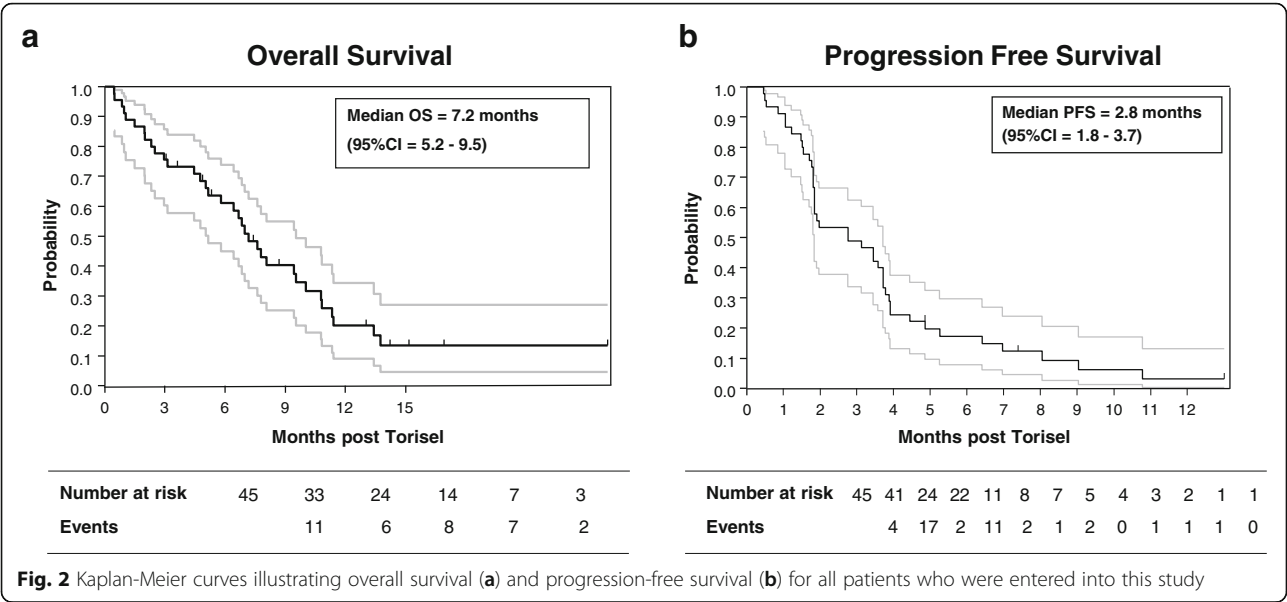 a
Overall Survival
1.0
0.9
0.8
0.7
0.6
0.5
0.4
0.3
0.2
0.1
0.0
Probability
Median OS = 7.2 months
(95%CI = 5.2 - 9.5)
0 3 6 9 12 15
Months post Torisel
Number at risk 45 33 24 14 7 3
Events 11 6 8 7 2
b
Progression Free Survival
1.0
0.9
0.8
0.7
0.6
0.5
0.4
0.3
0.2
0.1
0.0
Probability
Median PFS = 2.8 months
(95%CI = 1.8 - 3.7)
0 1 2 3 4 5 6 7 8 9 10 11 12
Months post Torisel
Number at risk 45 41 24 22 11 8 7 5 4 3 2 1 1
Events 4 17 2 11 2 1 2 0 1 1 1 0
Fig. 2 Kaplan-Meier curves illustrating overall survival (a) and progression-free survival (b) for all patients who were entered into this study